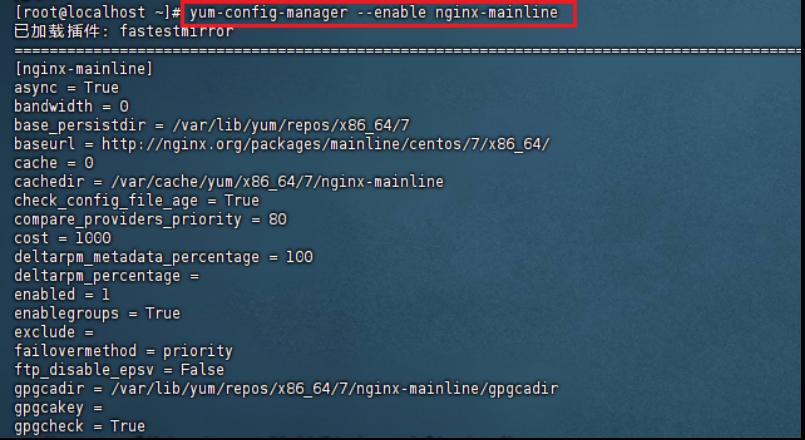 [root@localhost ~]# yum-config-manager --enable nginx-mainline
已加载插件: fastestmirror
================================================================================
[nginx-mainline]
async = True
bandwidth = 0
base_persistdir = /var/lib/yum/repos/x86_64/7
baseurl = http://nginx.org/packages/mainline/centos/7/x86_64/
cache = 0
cachedir = /var/cache/yum/x86_64/7/nginx-mainline
check_config_file_age = True
compare_providers_priority = 80
cost = 1000
deltarpm_metadata_percentage = 100
deltarpm_percentage =
enabled = 1
enablegroups = True
exclude =
failovermethod = priority
ftp_disable_epsv = False
gpgcadir = /var/lib/yum/repos/x86_64/7/nginx-mainline/gpgcadir
gpgcakey =
gpgcheck = True